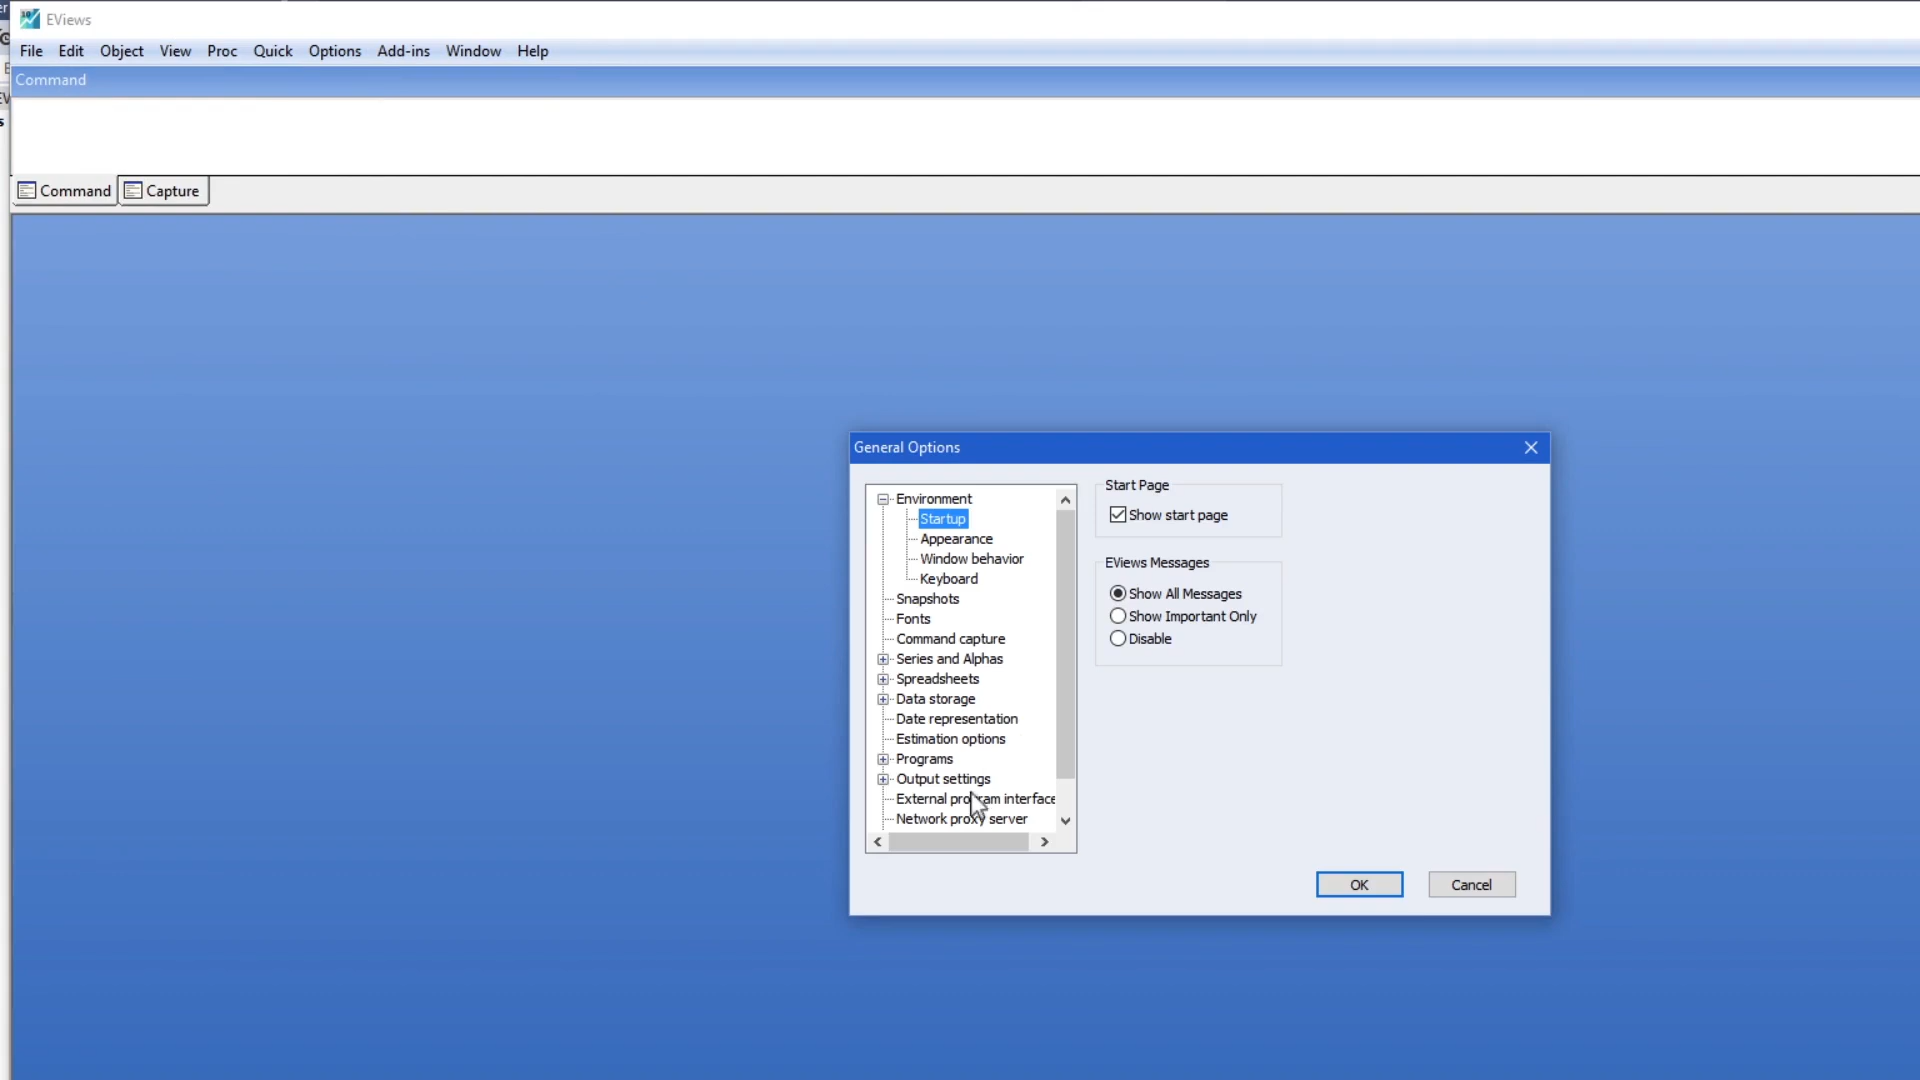 EViews
File Edit Object View Proc Quick Options Add-ins Window Help
Command
Command Capture
General Options
Environment
Startup
Appearance
Window behavior
Keyboard
Snapshots
Fonts
Command capture
Series and Alphas
Spreadsheets
Data storage
Date representation
Estimation options
Programs
Output settings
External program interface
Network proxy server
Start Page
Show start page
EViews Messages
Show All Messages
Show Important Only
Disable
OK Cancel